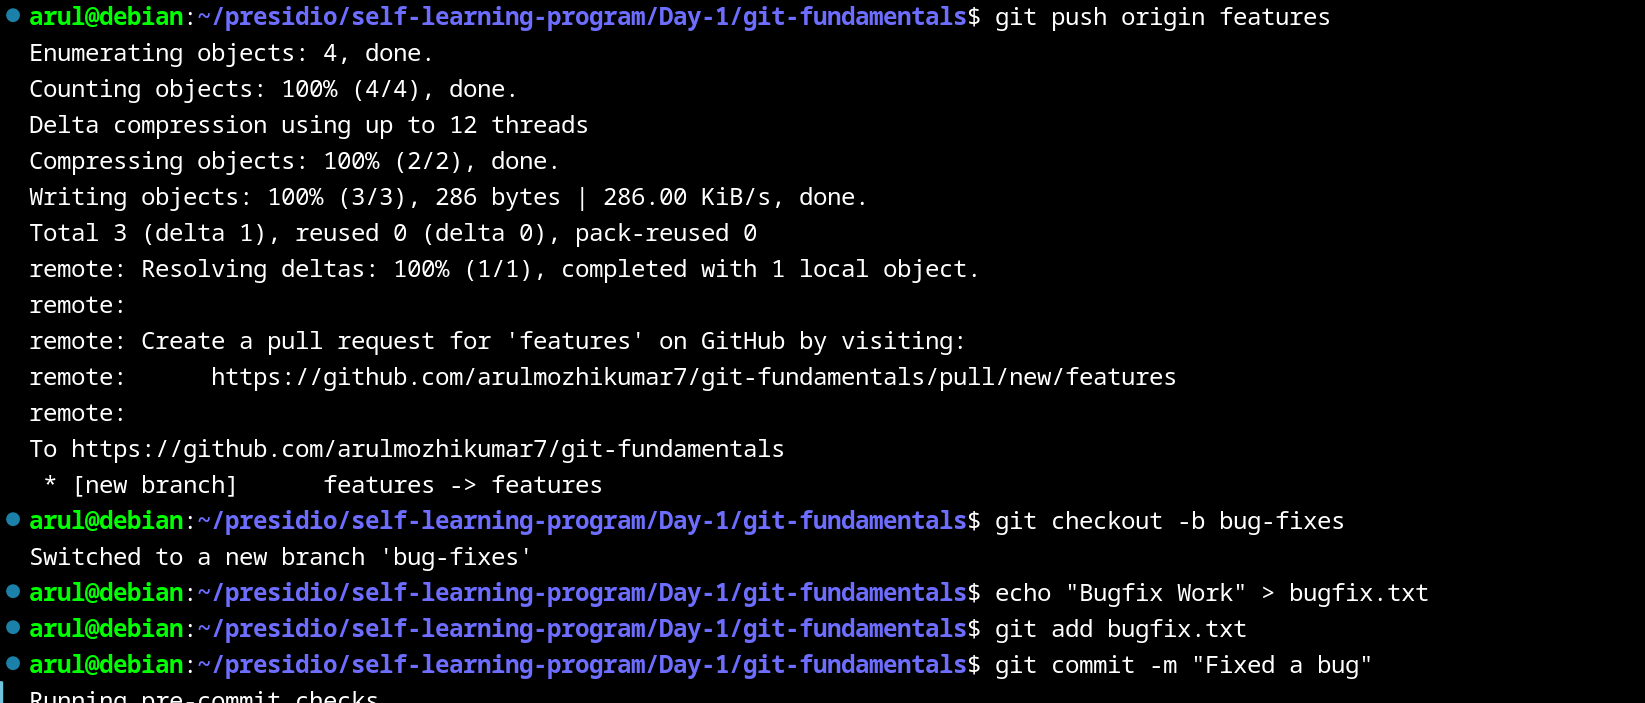 arul@debian:~/presidio/self-learning-program/Day-1/git-fundamentals$ git push origin features
Enumerating objects: 4, done.
Counting objects: 100% (4/4), done.
Delta compression using up to 12 threads
Compressing objects: 100% (2/2), done.
Writing objects: 100% (3/3), 286 bytes | 286.00 KiB/s, done.
Total 3 (delta 1), reused 0 (delta 0), pack-reused 0
remote: Resolving deltas: 100% (1/1), completed with 1 local object.
remote:
remote: Create a pull request for 'features' on GitHub by visiting:
remote:      https://github.com/arulmozhikumar7/git-fundamentals/pull/new/features
remote:
To https://github.com/arulmozhikumar7/git-fundamentals
 * [new branch]      features -> features
arul@debian:~/presidio/self-learning-program/Day-1/git-fundamentals$ git checkout -b bug-fixes
Switched to a new branch 'bug-fixes'
arul@debian:~/presidio/self-learning-program/Day-1/git-fundamentals$ echo "Bugfix Work" > bugfix.txt
arul@debian:~/presidio/self-learning-program/Day-1/git-fundamentals$ git add bugfix.txt
arul@debian:~/presidio/self-learning-program/Day-1/git-fundamentals$ git commit -m "Fixed a bug"
Running pre-commit checks